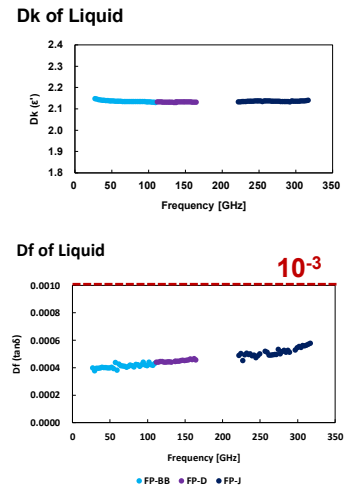 Dk of Liquid
2.4
2.3
2.2
2.1
2.0
1.9
1.8
Dk (ε')
0 50 100 150 200 250 300 350
Frequency [GHz]
Df of Liquid
10-3
0.0010
0.0008
0.0006
0.0004
0.0002
0.0000
Df (tanδ)
0 50 100 150 200 250 300 350
Frequency [GHz]
FP-BB FP-D FP-J